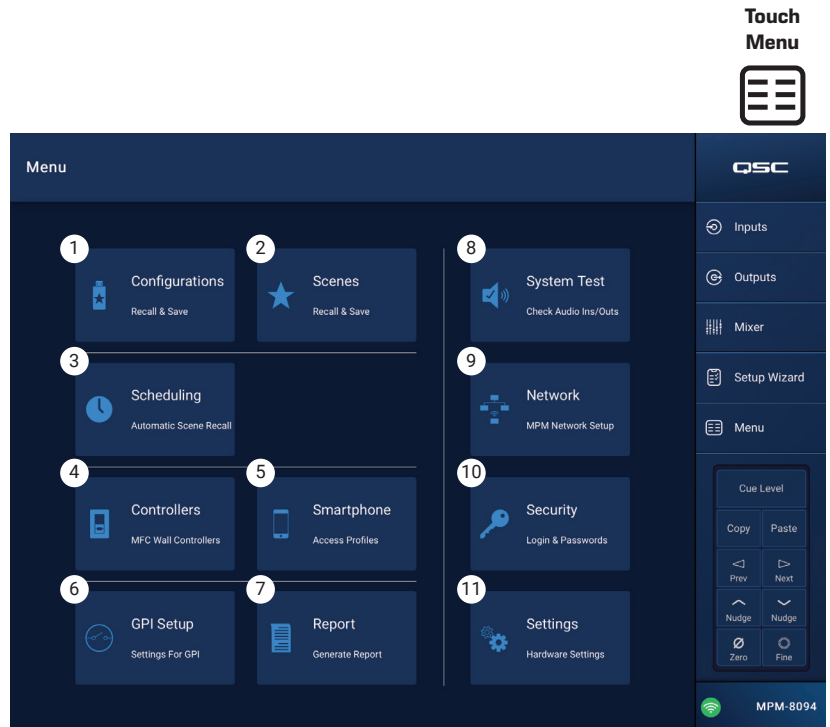 Touch
Menu
Menu
QSC
1
Configurations
Recall & Save
2
Scenes
Recall & Save
8
System Test
Check Audio Ins/Outs
3
Scheduling
Automatic Scene Recall
9
Network
MPM Network Setup
4
Controllers
MFC Wall Controllers
5
Smartphone
Access Profiles
10
Security
Login & Passwords
6
GPI Setup
Settings For GPI
7
Report
Generate Report
11
Settings
Hardware Settings
Inputs
Outputs
Mixer
Setup Wizard
Menu
Cue Level
Copy Paste
Prev Next
Nudge Nudge
Zero Fine
MPM-8094